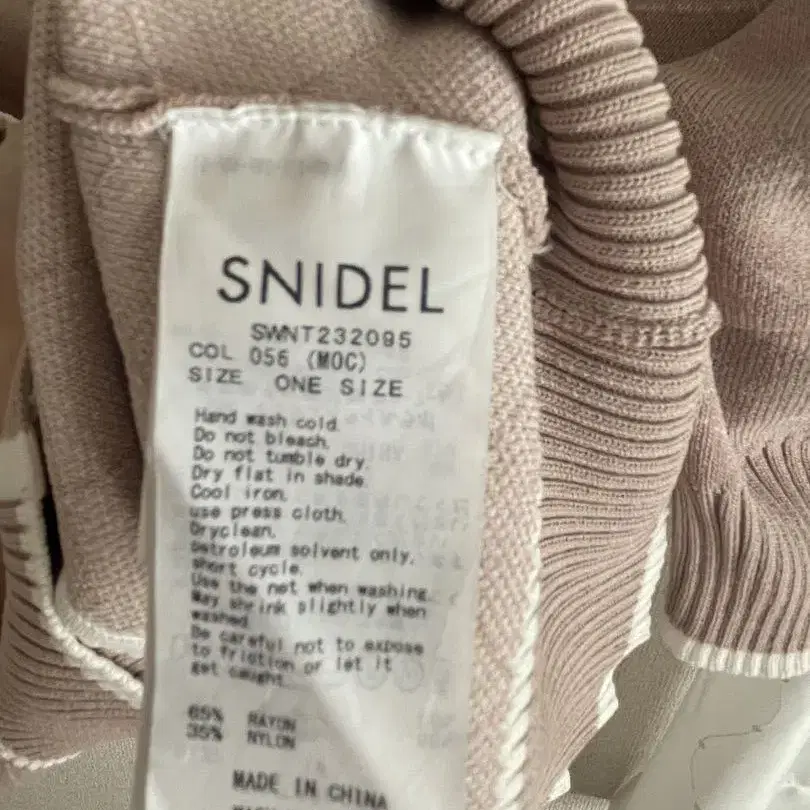 SNIDEL
SWNT232095
COL 056 (MOC)
SIZE ONE SIZE
Hand wash cold.
Do not bleach.
Do not tumble dry.
Dry flat in shade.
Cool iron.
use press cloth.
Dryclean.
petroleum solvent only.
short cycle.
Use the net when washing.
May shrink slightly when
washed.
Be careful not to expose
to friction or let it
get caught.
65% RAYON
35% NYLON
MADE IN CHINA